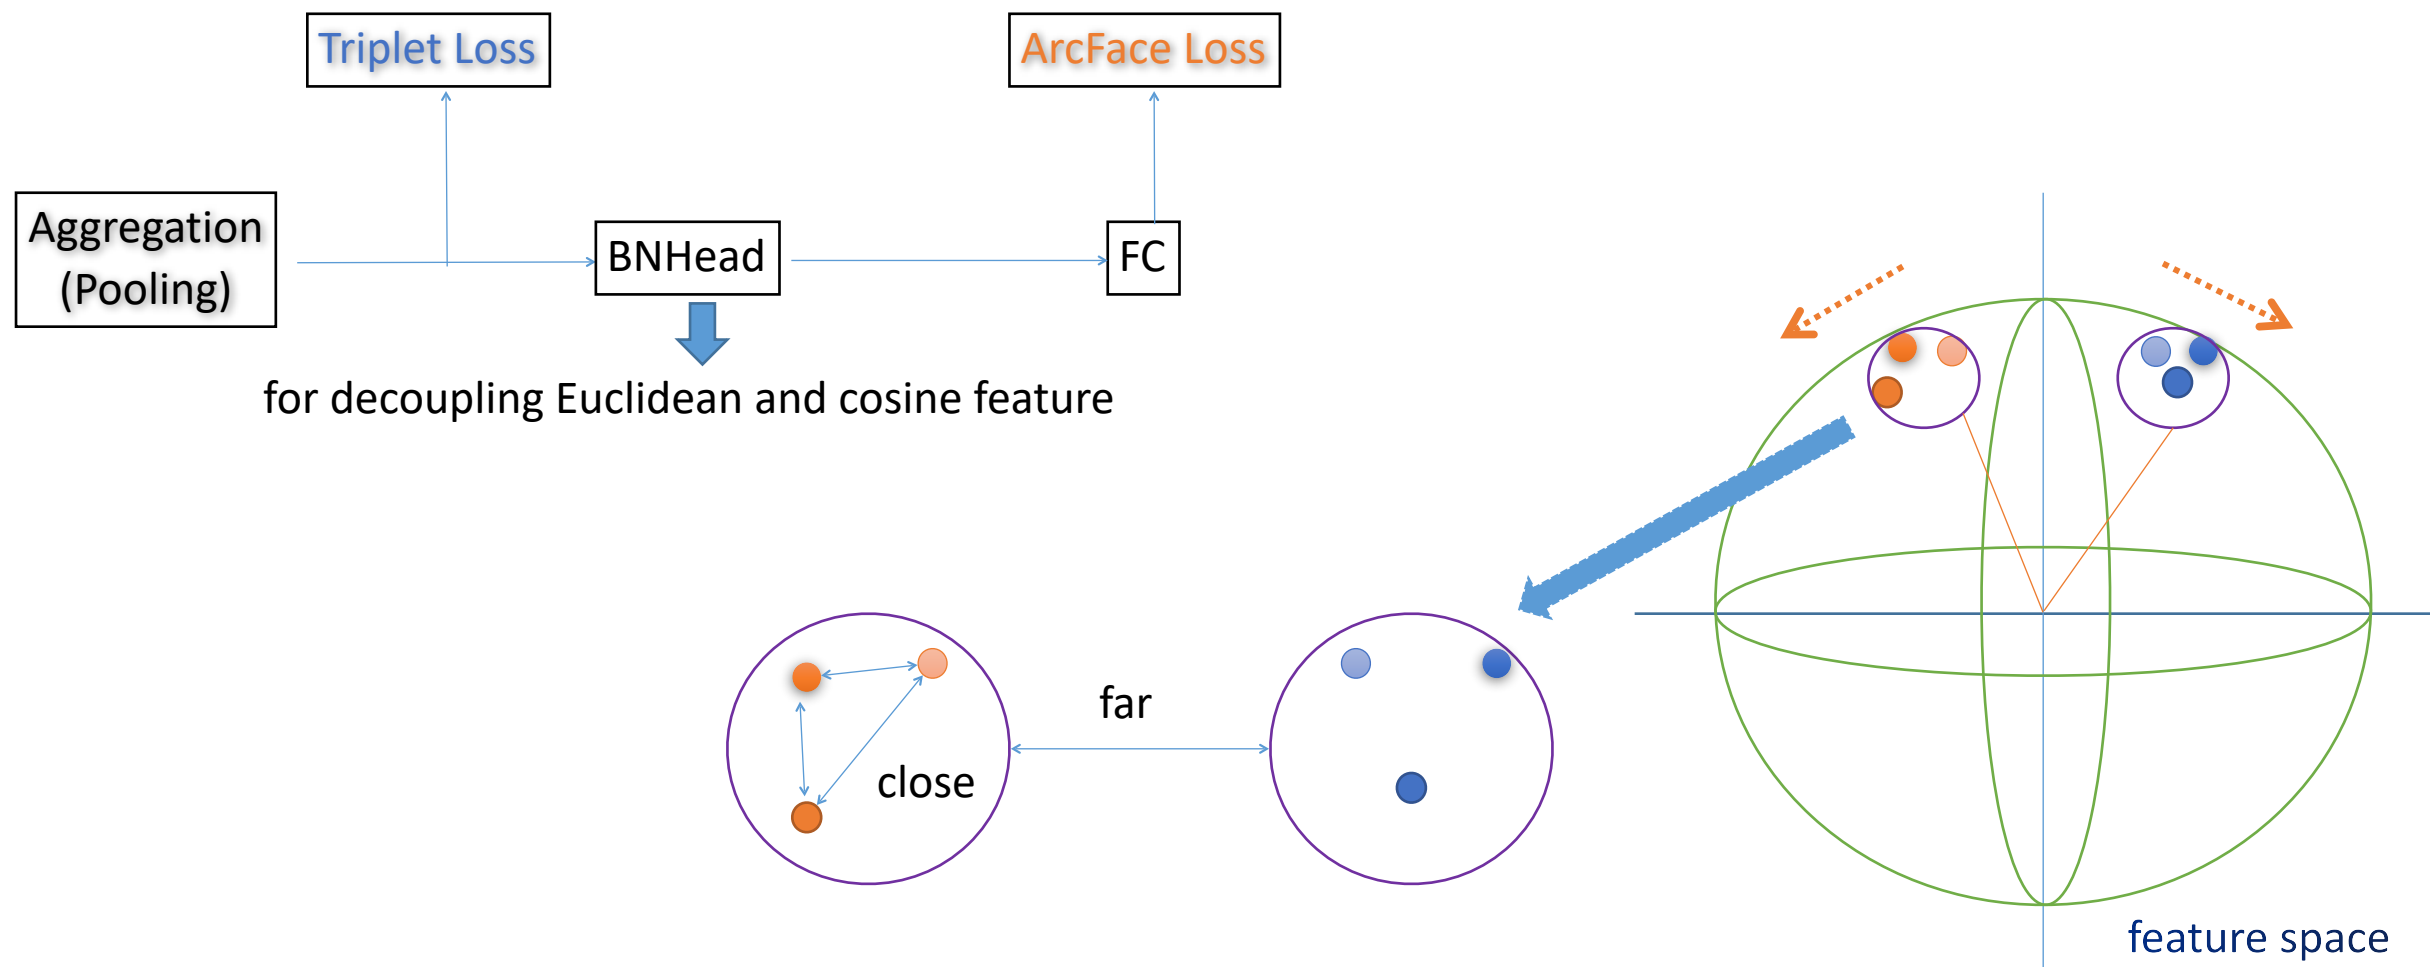 Triplet Loss
ArcFace Loss
Aggregation
(Pooling)
BNHead
FC
for decoupling Euclidean and cosine feature
far
close
feature space